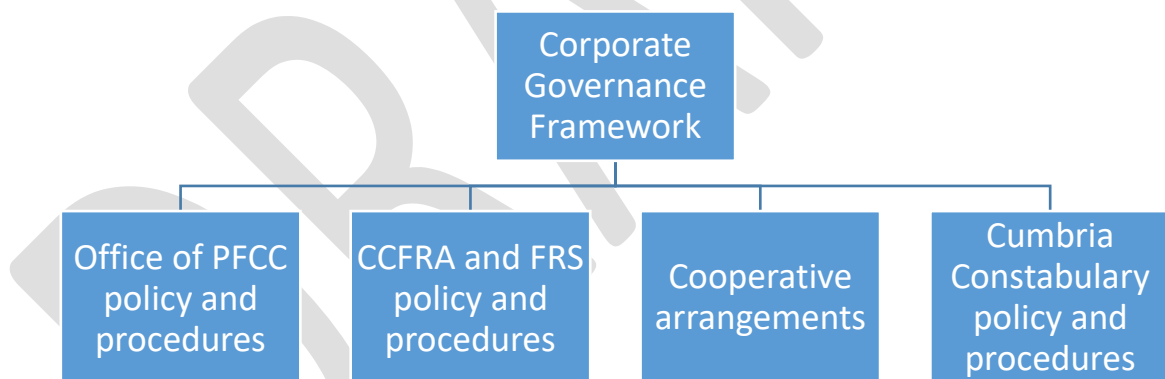 Corporate
Governance
Framework
Office of PFCC
policy and
procedures
CCFRA and FRS
policy and
procedures
Cooperative
arrangements
Cumbria
Constabulary
policy and
procedures